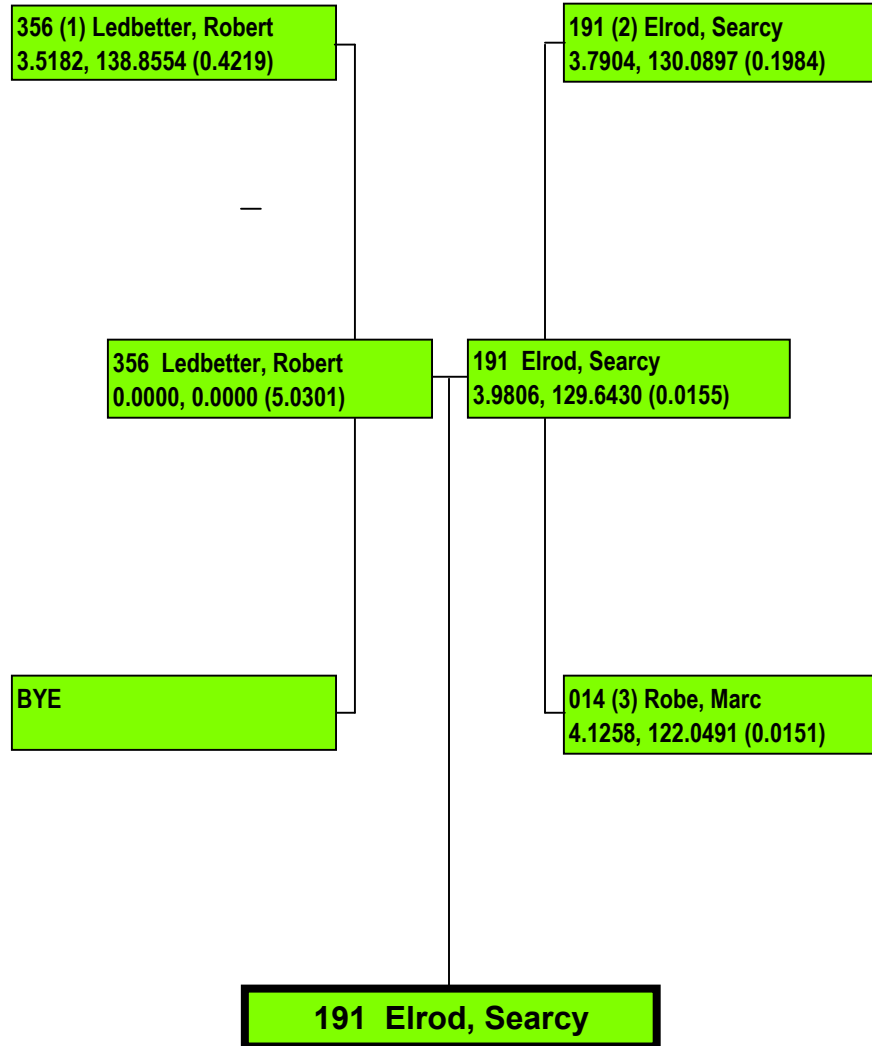 356 (1) Ledbetter, Robert
3.5182, 138.8554 (0.4219)
191 (2) Elrod, Searcy
3.7904, 130.0897 (0.1984)
356  Ledbetter, Robert
0.0000, 0.0000 (5.0301)
191  Elrod, Searcy
3.9806, 129.6430 (0.0155)
BYE
014 (3) Robe, Marc
4.1258, 122.0491 (0.0151)
191  Elrod, Searcy